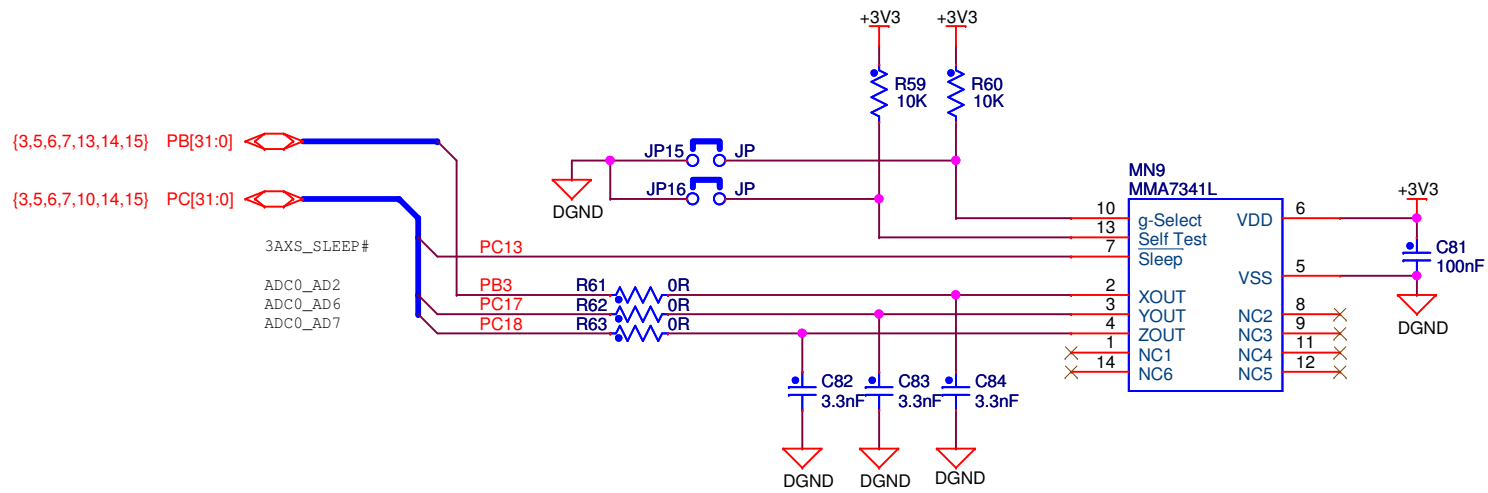 +3V3 +3V3
R59
10K
R60
10K
{3,5,6,7,13,14,15} PB[31:0]
JP15 JP
{3,5,6,7,10,14,15} PC[31:0]
JP16 JP
DGND
MN9
MMA7341L
+3V3
10 g-Select VDD 6
13 Self Test
3AXS_SLEEP# PC13 7 Sleep
C81
100nF
VSS 5
ADC0_AD2 PB3 R61 0R 2 XOUT
ADC0_AD6 PC17 R62 0R 3 YOUT NC2 8
ADC0_AD7 PC18 R63 0R 4 ZOUT NC3 9
DGND
1 NC1 NC4 11
14 NC6 NC5 12
C82
3.3nF
C83
3.3nF
C84
3.3nF
DGND DGND DGND